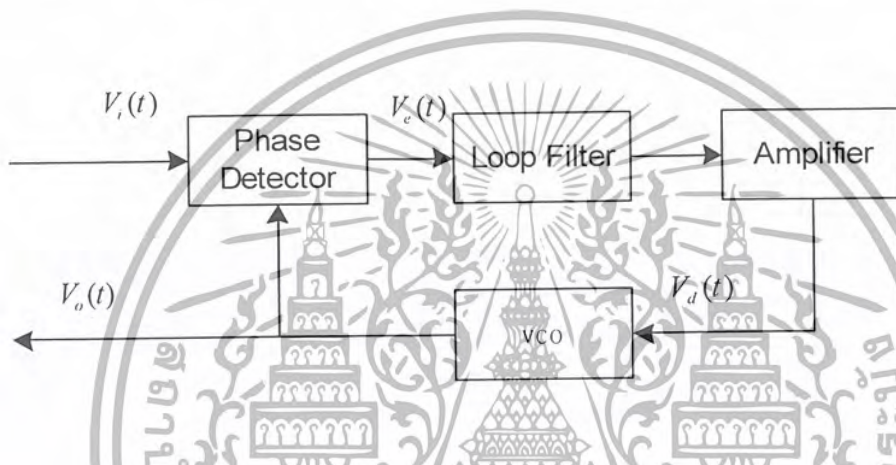 V_i(t)
Phase Detector
V_e(t)
Loop Filter
Amplifier
V_o(t)
VCO
V_d(t)